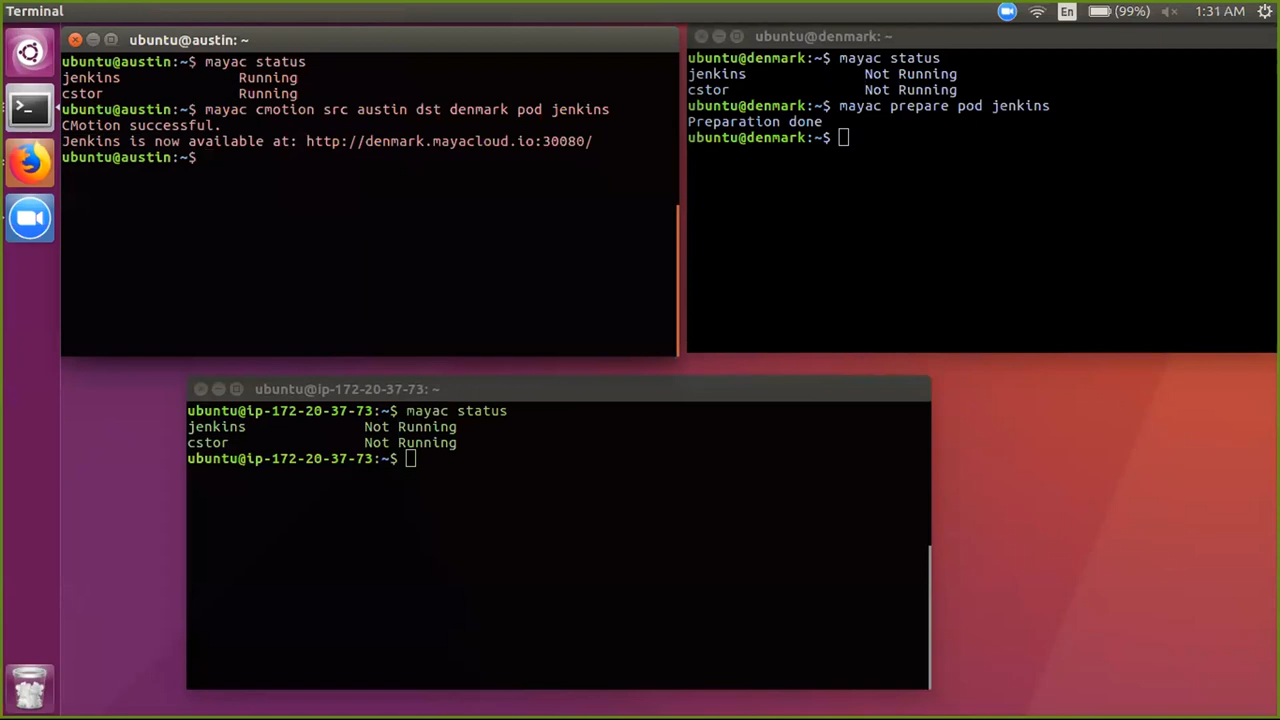 Terminal
En
(99%)
1:31 AM
ubuntu@austin: ~
ubuntu@austin:~$ mayac status
jenkins Running
cstor Running
ubuntu@austin:~$ mayac cmotion src austin dst denmark pod jenkins
CMotion successful.
Jenkins is now available at: http://denmark.mayacloud.io:30080/
ubuntu@austin:~$
ubuntu@denmark: ~
ubuntu@denmark:~$ mayac status
jenkins Not Running
cstor Not Running
ubuntu@denmark:~$ mayac prepare pod jenkins
Preparation done
ubuntu@denmark:~$
ubuntu@ip-172-20-37-73: ~
ubuntu@ip-172-20-37-73:~$ mayac status
jenkins Not Running
cstor Not Running
ubuntu@ip-172-20-37-73:~$